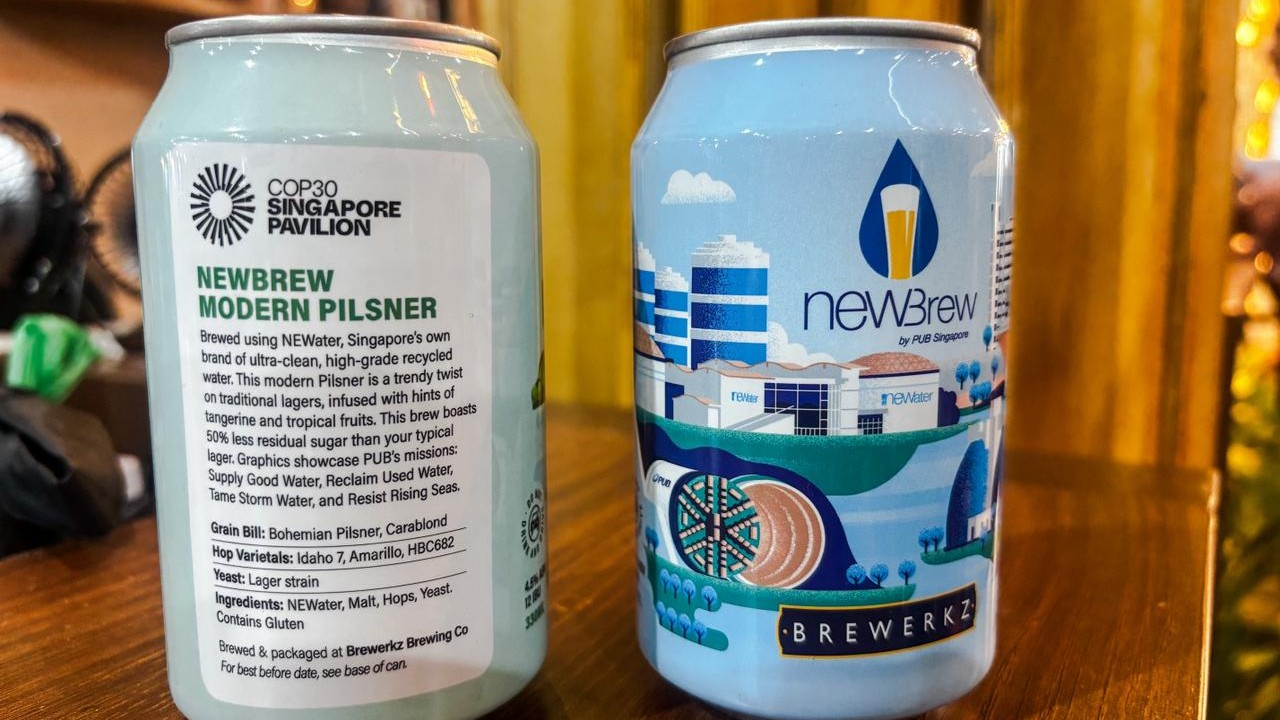 COP30
SINGAPORE
PAVILION
NEWBREW
MODERN PILSNER
Brewed using NEWater, Singapore's own
brand of ultra-clean, high-grade recycled
water. This modern Pilsner is a trendy twist
on traditional lagers, infused with hints of
tangerine and tropical fruits. This brew boasts
50% less residual sugar than your typical
lager. Graphics showcase PUB's missions:
Supply Good Water, Reclaim Used Water,
Tame Storm Water, and Resist Rising Seas.
Grain Bill: Bohemian Pilsner, Carablond
Hop Varietals: Idaho 7, Amarillo, HBC682
Yeast: Lager strain
Ingredients: NEWater, Malt, Hops, Yeast.
Contains Gluten
Brewed & packaged at Brewerkz Brewing Co
For best before date, see base of can.
4.5%
newBrew
by PUB Singapore
newater
newater
PUB
·BREWERKZ·